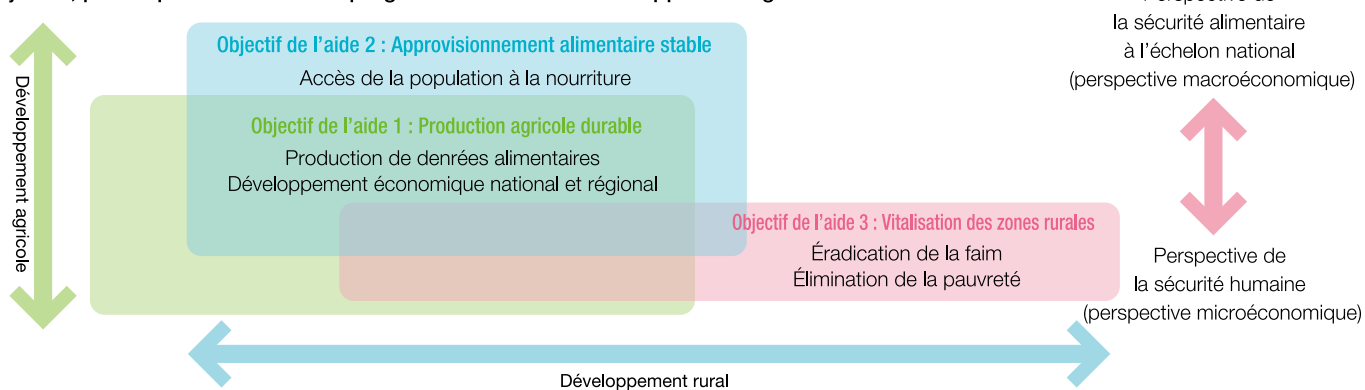 Perspective de
la sécurité alimentaire
à l'échelon national
(perspective macroéconomique)
Objectif de l'aide 2 : Approvisionnement alimentaire stable
Accès de la population à la nourriture
Objectif de l'aide 1 : Production agricole durable
Production de denrées alimentaires
Développement économique national et régional
Développement agricole
Objectif de l'aide 3 : Vitalisation des zones rurales
Éradication de la faim
Élimination de la pauvreté
Perspective de
la sécurité humaine
(perspective microéconomique)
Développement rural